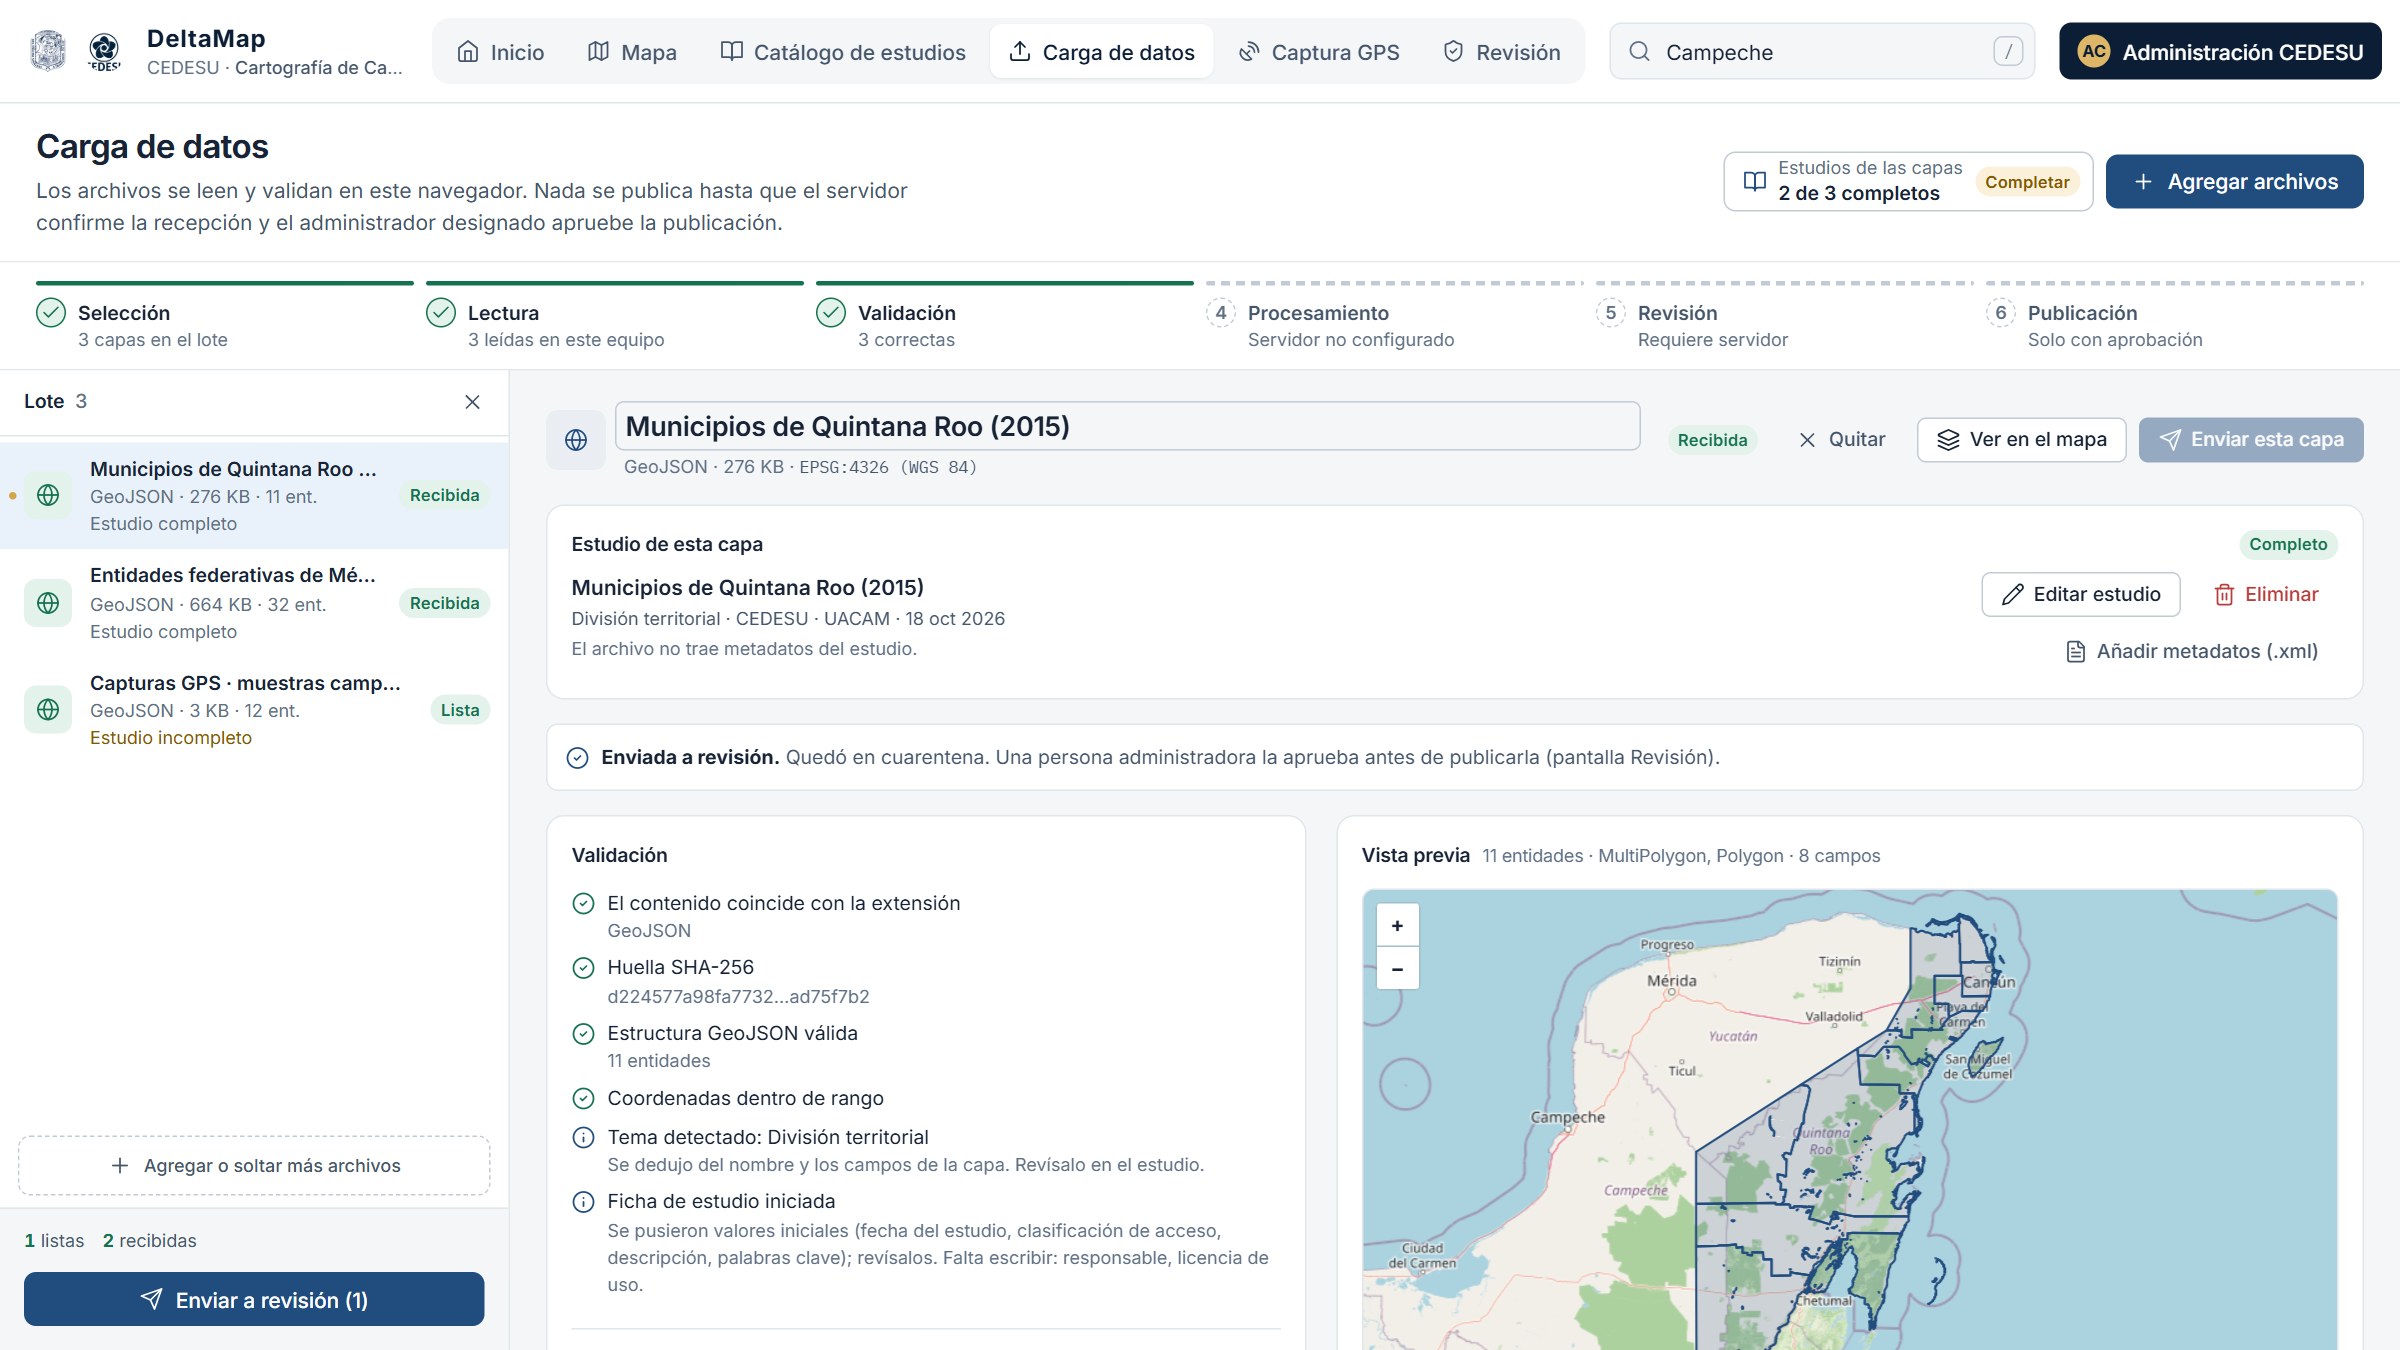 DeltaMap
CEDESU · Cartografía de Ca...
Inicio
Mapa
Catálogo de estudios
Carga de datos
Captura GPS
Revisión
Campeche
/
AC
Administración CEDESU
Carga de datos
Los archivos se leen y validan en este navegador. Nada se publica hasta que el servidor
confirme la recepción y el administrador designado apruebe la publicación.
Estudios de las capas
2 de 3 completos
Completar
Agregar archivos
Selección
3 capas en el lote
Lectura
3 leídas en este equipo
Validación
3 correctas
4
Procesamiento
Servidor no configurado
5
Revisión
Requiere servidor
6
Publicación
Solo con aprobación
Lote 3
Municipios de Quintana Roo ...
GeoJSON · 276 KB · 11 ent.
Estudio completo
Recibida
Entidades federativas de Mé...
GeoJSON · 664 KB · 32 ent.
Estudio completo
Recibida
Capturas GPS · muestras camp...
GeoJSON · 3 KB · 12 ent.
Estudio incompleto
Lista
Agregar o soltar más archivos
1 listas 2 recibidas
Enviar a revisión (1)
Municipios de Quintana Roo (2015)
GeoJSON · 276 KB · EPSG:4326 (WGS 84)
Recibida
Quitar
Ver en el mapa
Enviar esta capa
Estudio de esta capa
Completo
Municipios de Quintana Roo (2015)
División territorial · CEDESU · UACAM · 18 oct 2026
El archivo no trae metadatos del estudio.
Editar estudio
Eliminar
Añadir metadatos (.xml)
Enviada a revisión. Quedó en cuarentena. Una persona administradora la aprueba antes de publicarla (pantalla Revisión).
Validación
El contenido coincide con la extensión
GeoJSON
Huella SHA-256
d224577a98fa7732...ad75f7b2
Estructura GeoJSON válida
11 entidades
Coordenadas dentro de rango
Tema detectado: División territorial
Se dedujo del nombre y los campos de la capa. Revísalo en el estudio.
Ficha de estudio iniciada
Se pusieron valores iniciales (fecha del estudio, clasificación de acceso,
descripción, palabras clave); revísalos. Falta escribir: responsable, licencia de
uso.
Vista previa 11 entidades · MultiPolygon, Polygon · 8 campos
+
−
Progreso
Mérida
Tizimín
Cancún
Valladolid
Playa del
Carmen
Yucatán
Ticul
San Miguel
de Cozumel
Campeche
Quintana
Roo
Campeche
Ciudad
del Carmen
Chetumal